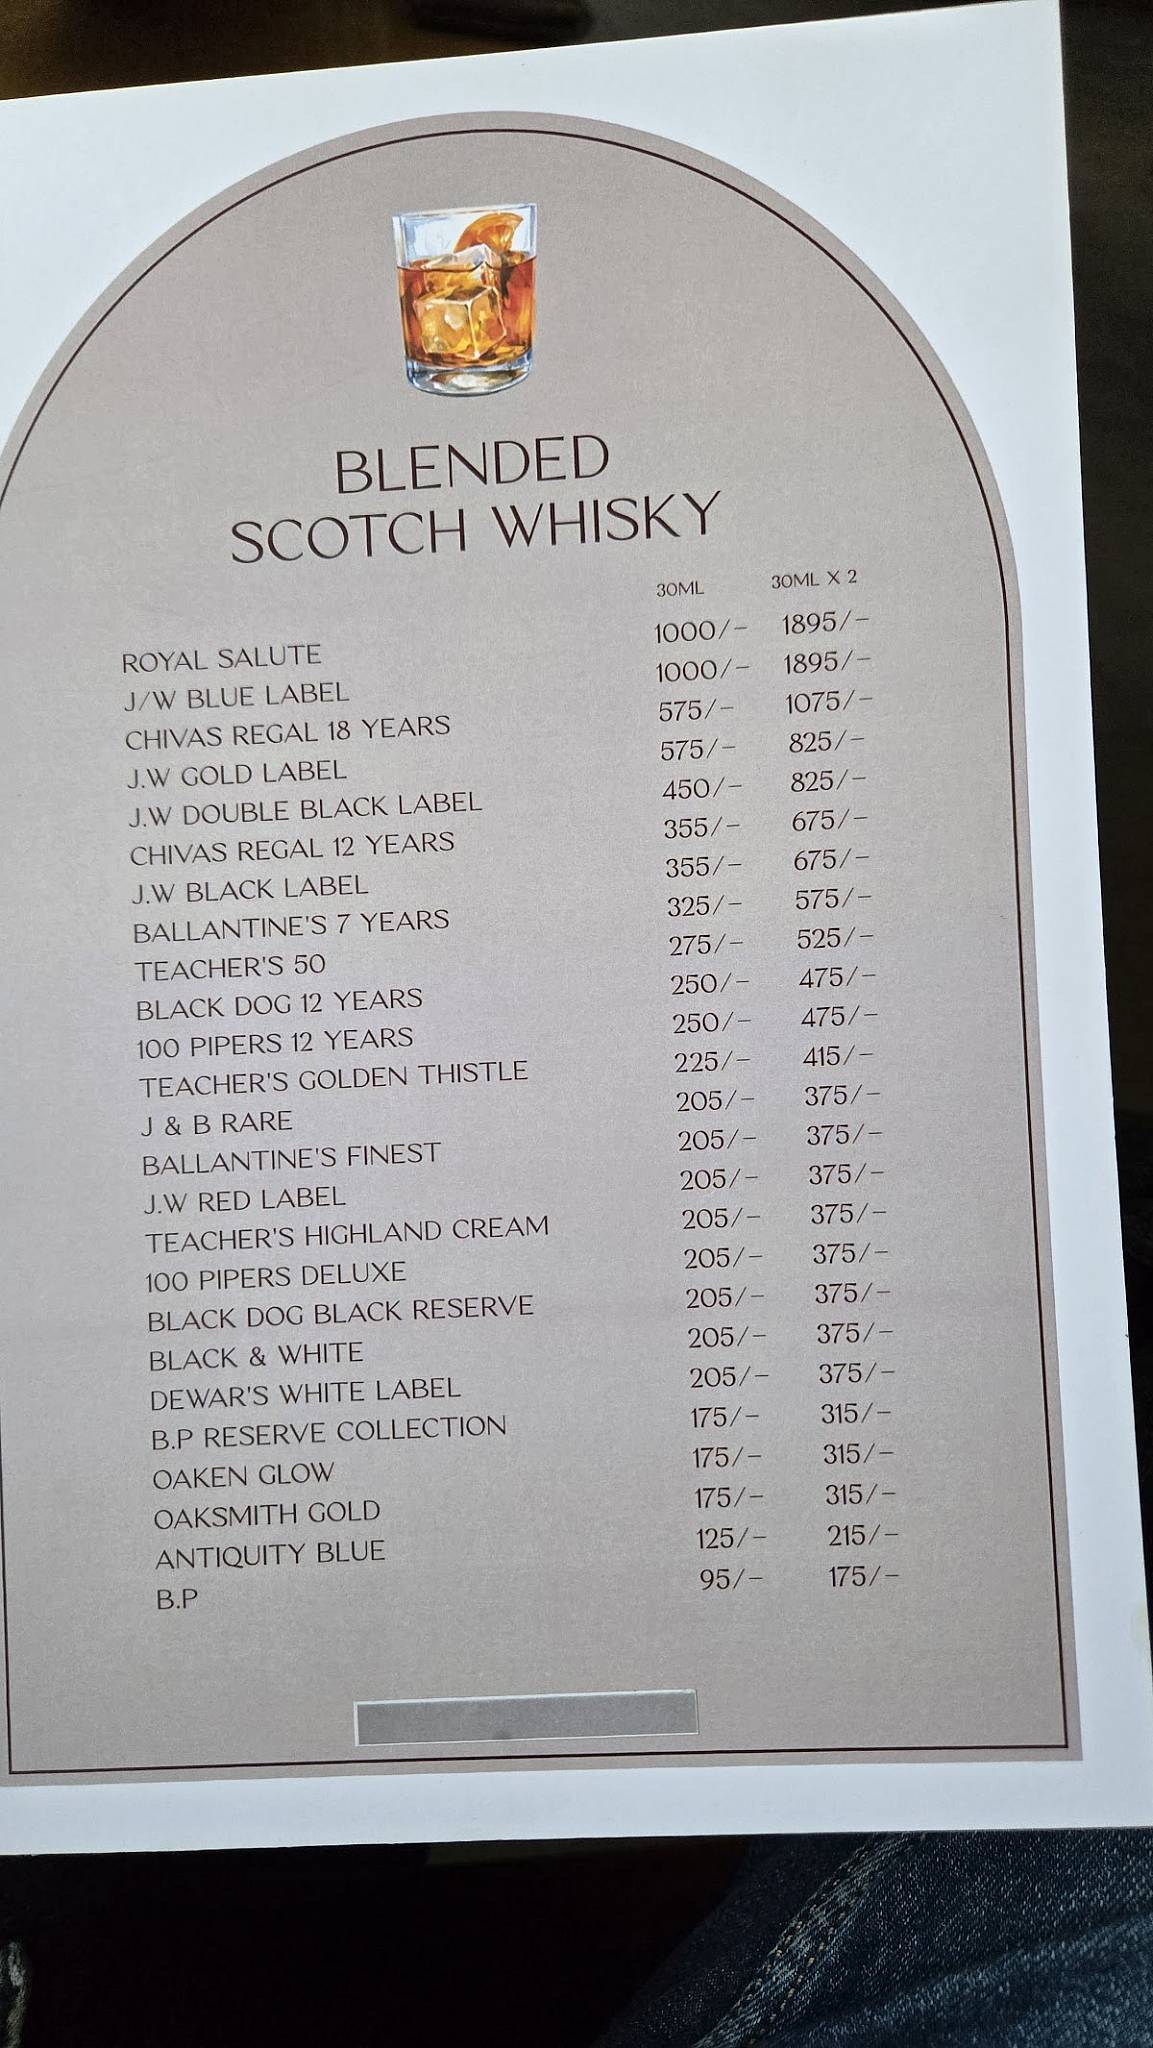 BLENDED
SCOTCH WHISKY
30ML 30ML X 2
ROYAL SALUTE 1000/- 1895/-
J/W BLUE LABEL 1000/- 1895/-
CHIVAS REGAL 18 YEARS 575/- 1075/-
J.W GOLD LABEL 575/- 825/-
J.W DOUBLE BLACK LABEL 450/- 825/-
CHIVAS REGAL 12 YEARS 355/- 675/-
J.W BLACK LABEL 355/- 675/-
BALLANTINE'S 7 YEARS 325/- 575/-
TEACHER'S 50 275/- 525/-
BLACK DOG 12 YEARS 250/- 475/-
100 PIPERS 12 YEARS 250/- 475/-
TEACHER'S GOLDEN THISTLE 225/- 415/-
J & B RARE 205/- 375/-
BALLANTINE'S FINEST 205/- 375/-
J.W RED LABEL 205/- 375/-
TEACHER'S HIGHLAND CREAM 205/- 375/-
100 PIPERS DELUXE 205/- 375/-
BLACK DOG BLACK RESERVE 205/- 375/-
BLACK & WHITE 205/- 375/-
DEWAR'S WHITE LABEL 205/- 375/-
B.P RESERVE COLLECTION 175/- 315/-
OAKEN GLOW 175/- 315/-
OAKSMITH GOLD 175/- 315/-
ANTIQUITY BLUE 125/- 215/-
B.P 95/- 175/-